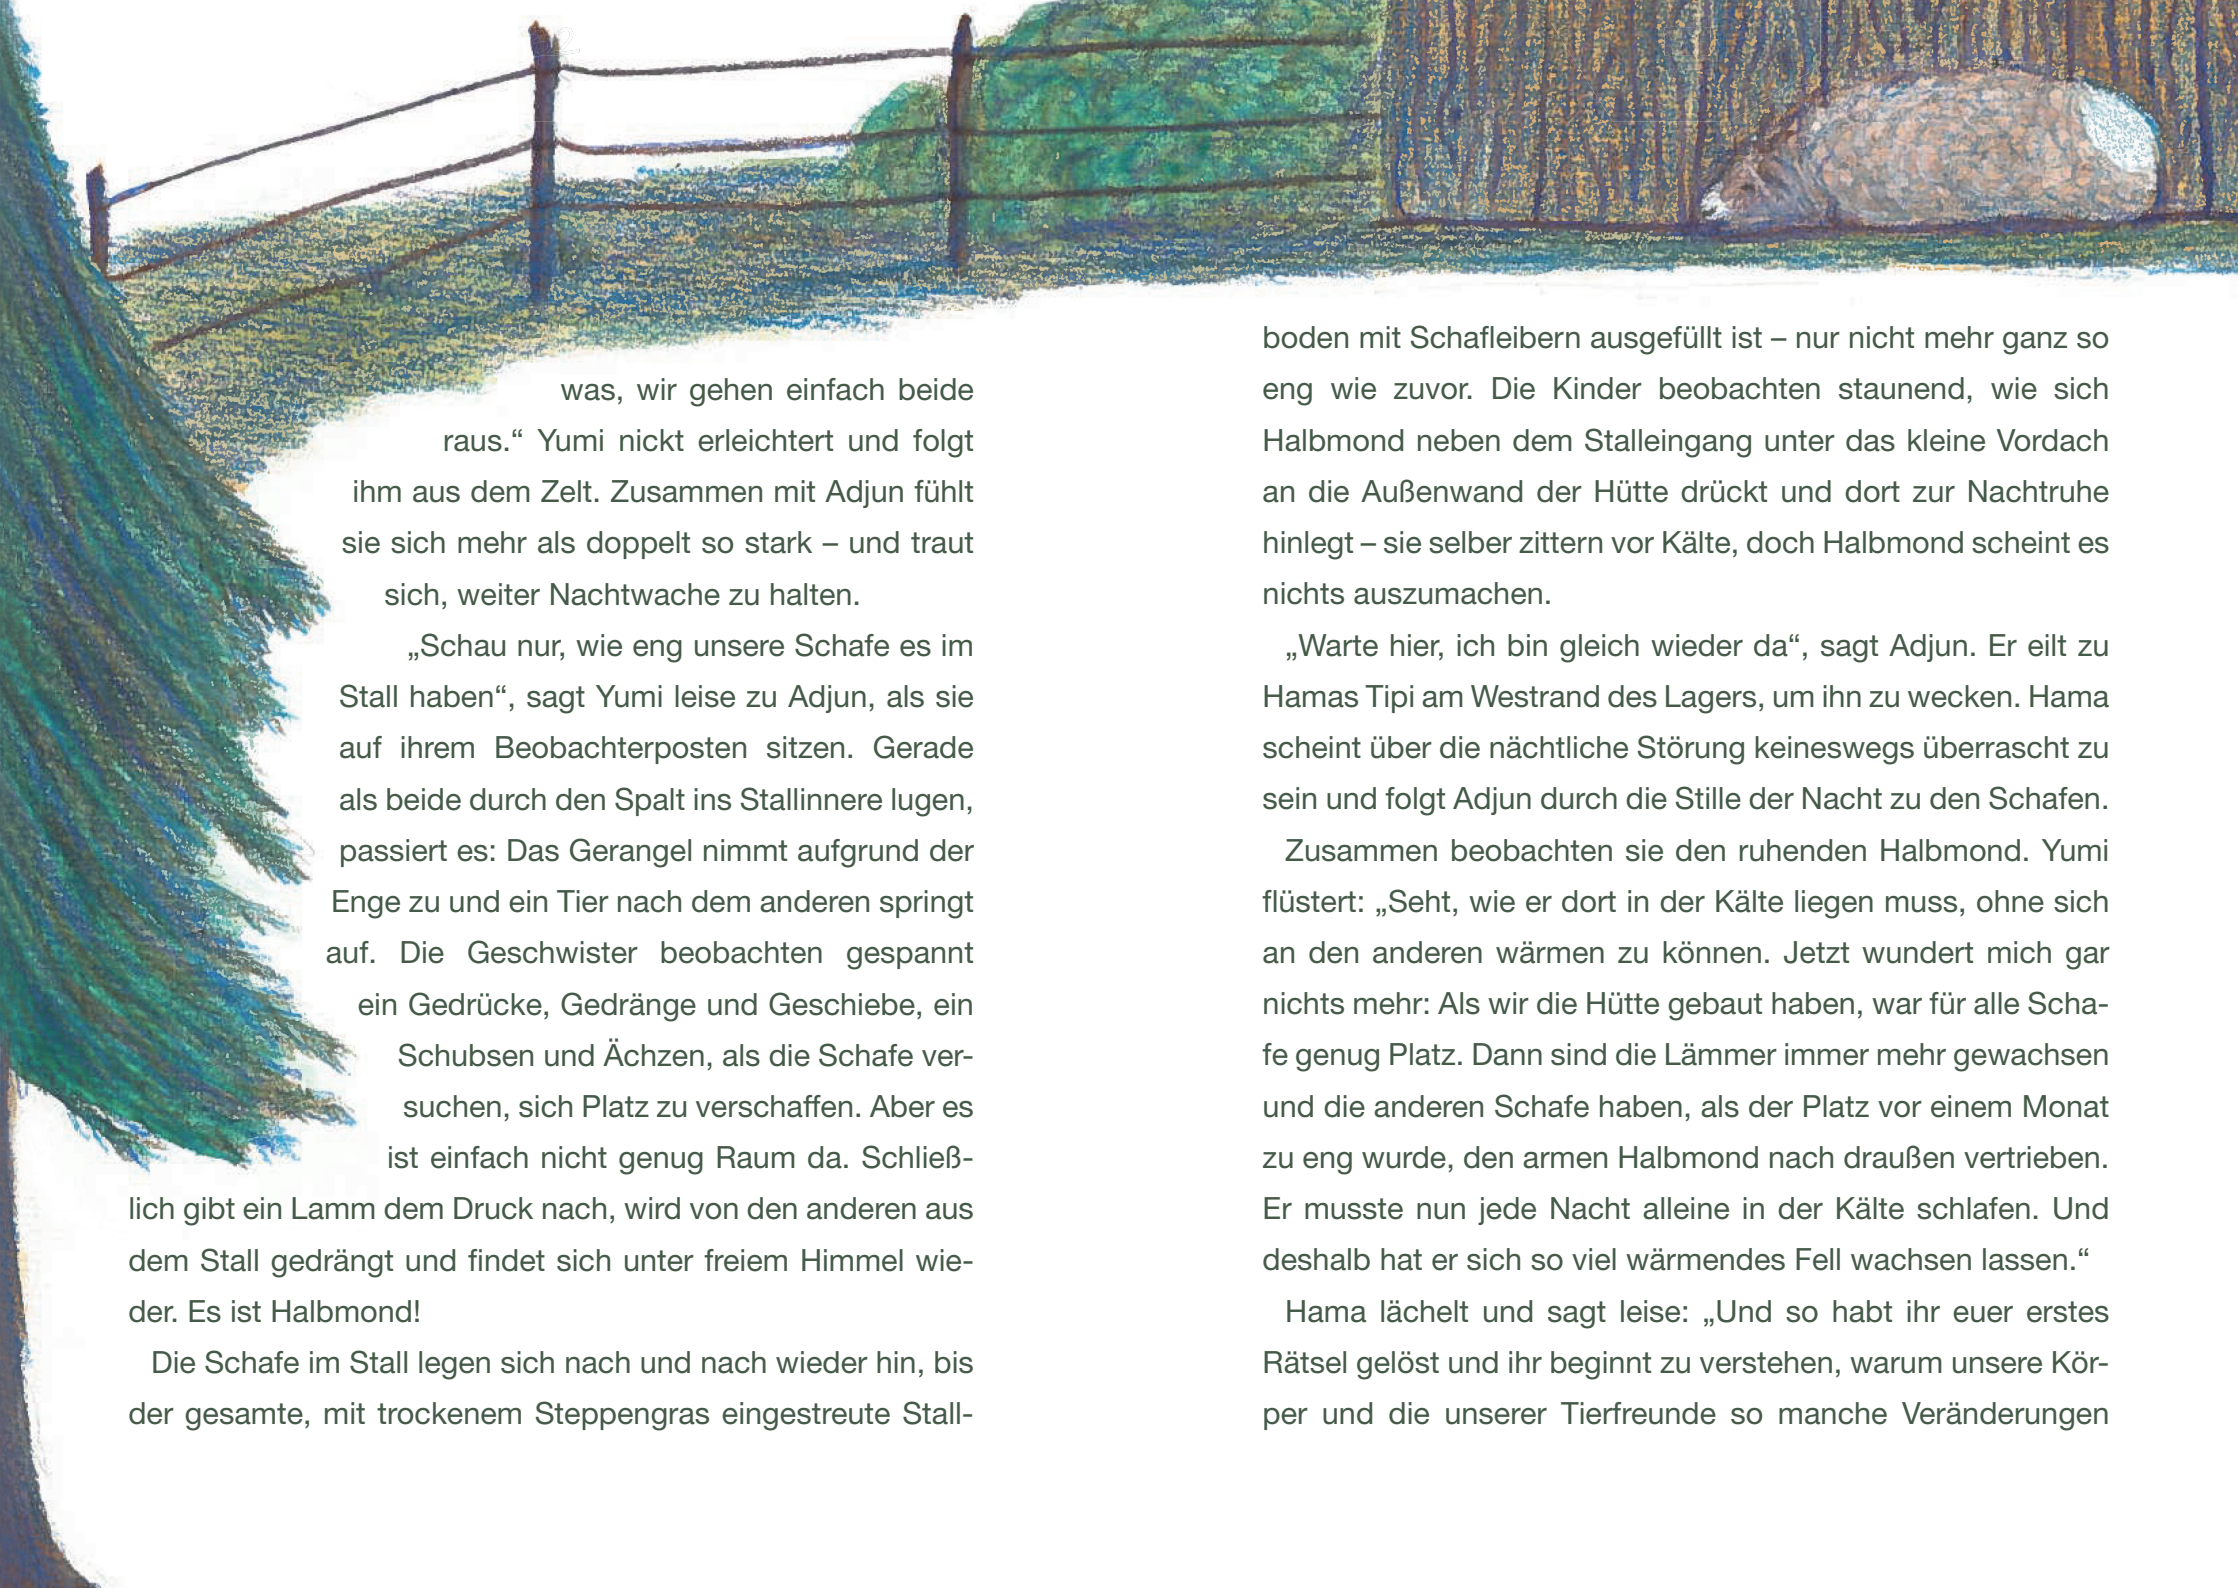 was, wir gehen einfach beide
raus.“ Yumi nickt erleichtert und folgt
ihm aus dem Zelt. Zusammen mit Adjun fühlt
sie sich mehr als doppelt so stark – und traut
sich, weiter Nachtwache zu halten.
„Schau nur, wie eng unsere Schafe es im
Stall haben“, sagt Yumi leise zu Adjun, als sie
auf ihrem Beobachterposten sitzen. Gerade
als beide durch den Spalt ins Stallinnere lugen,
passiert es: Das Gerangel nimmt aufgrund der
Enge zu und ein Tier nach dem anderen springt
auf. Die Geschwister beobachten gespannt
ein Gedrücke, Gedränge und Geschiebe, ein
Schubsen und Ächzen, als die Schafe ver-
suchen, sich Platz zu verschaffen. Aber es
ist einfach nicht genug Raum da. Schließ-
lich gibt ein Lamm dem Druck nach, wird von den anderen aus
dem Stall gedrängt und findet sich unter freiem Himmel wie-
der. Es ist Halbmond!
Die Schafe im Stall legen sich nach und nach wieder hin, bis
der gesamte, mit trockenem Steppengras eingestreute Stall-
boden mit Schafleibern ausgefüllt ist – nur nicht mehr ganz so
eng wie zuvor. Die Kinder beobachten staunend, wie sich
Halbmond neben dem Stalleingang unter das kleine Vordach
an die Außenwand der Hütte drückt und dort zur Nachtruhe
hinlegt – sie selber zittern vor Kälte, doch Halbmond scheint es
nichts auszumachen.
„Warte hier, ich bin gleich wieder da“, sagt Adjun. Er eilt zu
Hamas Tipi am Westrand des Lagers, um ihn zu wecken. Hama
scheint über die nächtliche Störung keineswegs überrascht zu
sein und folgt Adjun durch die Stille der Nacht zu den Schafen.
Zusammen beobachten sie den ruhenden Halbmond. Yumi
flüstert: „Seht, wie er dort in der Kälte liegen muss, ohne sich
an den anderen wärmen zu können. Jetzt wundert mich gar
nichts mehr: Als wir die Hütte gebaut haben, war für alle Scha-
fe genug Platz. Dann sind die Lämmer immer mehr gewachsen
und die anderen Schafe haben, als der Platz vor einem Monat
zu eng wurde, den armen Halbmond nach draußen vertrieben.
Er musste nun jede Nacht alleine in der Kälte schlafen. Und
deshalb hat er sich so viel wärmendes Fell wachsen lassen.“
Hama lächelt und sagt leise: „Und so habt ihr euer erstes
Rätsel gelöst und ihr beginnt zu verstehen, warum unsere Kör-
per und die unserer Tierfreunde so manche Veränderungen